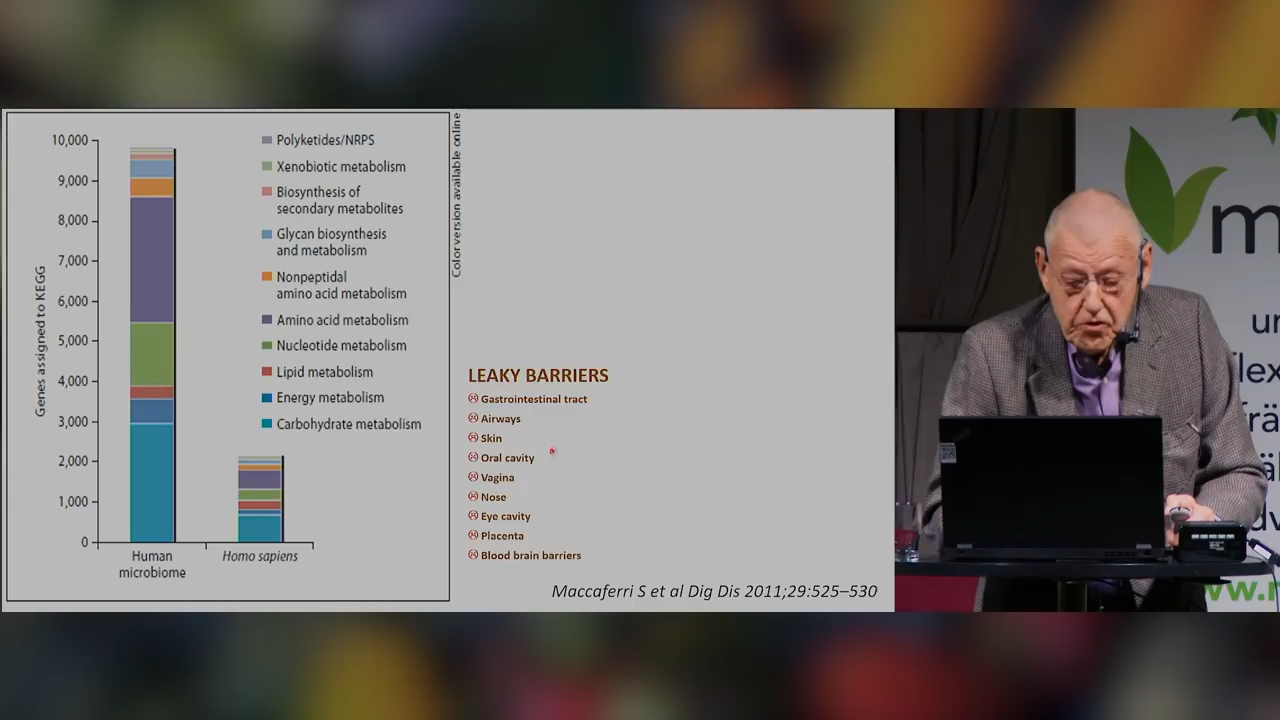 10,000
9,000
8,000
7,000
6,000
5,000
4,000
3,000
2,000
1,000
0
Genes assigned to KEGG
Human
microbiome
Homo sapiens
Polyketides/NRPS
Xenobiotic metabolism
Biosynthesis of
secondary metabolites
Glycan biosynthesis
and metabolism
Nonpeptidal
amino acid metabolism
Amino acid metabolism
Nucleotide metabolism
Lipid metabolism
Energy metabolism
Carbohydrate metabolism
Color version available online
LEAKY BARRIERS
Gastrointestinal tract
Airways
Skin
Oral cavity
Vagina
Nose
Eye cavity
Placenta
Blood brain barriers
Maccaferri S et al Dig Dis 2011;29:525–530